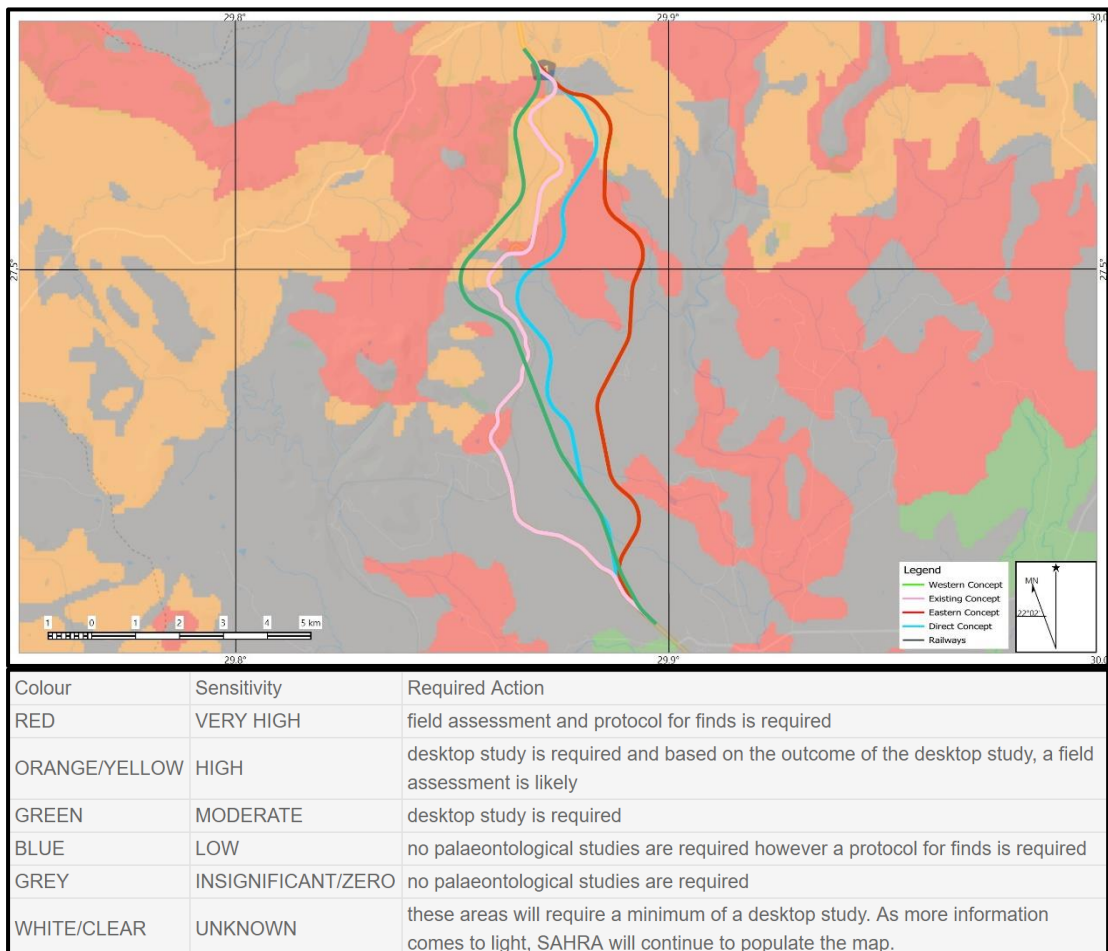 29,8° 29,9° 30,0
27,5° 27,5°
Legend
Western Concept
Existing Concept
Eastern Concept
Direct Concept
Railways
MN
22°02'
1 0 1 2 3 4 5 km
29,8° 29,9° 30,0
Colour Sensitivity Required Action
RED VERY HIGH field assessment and protocol for finds is required
ORANGE/YELLOW HIGH desktop study is required and based on the outcome of the desktop study, a field
assessment is likely
GREEN MODERATE desktop study is required
BLUE LOW no palaeontological studies are required however a protocol for finds is required
GREY INSIGNIFICANT/ZERO no palaeontological studies are required
WHITE/CLEAR UNKNOWN these areas will require a minimum of a desktop study. As more information
comes to light, SAHRA will continue to populate the map.